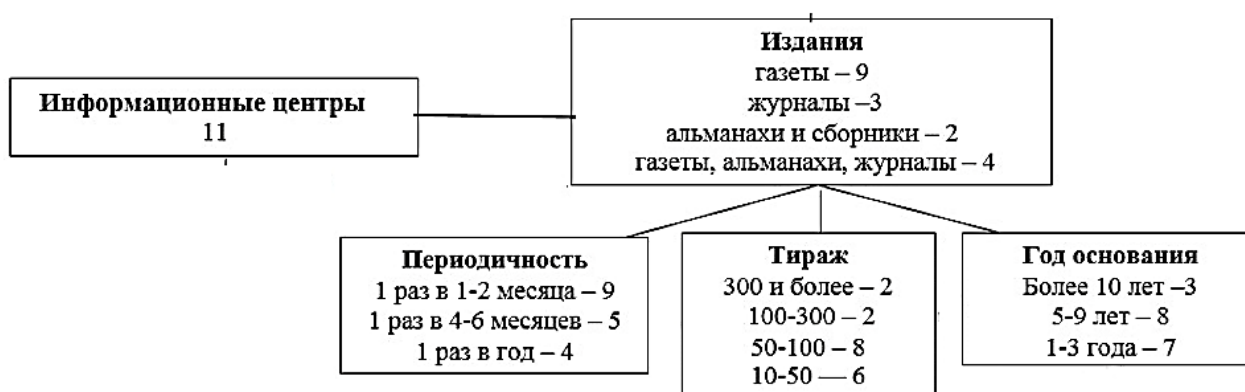 Издания
газеты – 9
журналы –3
альманахи и сборники – 2
газеты, альманахи, журналы – 4
Информационные центры
11
Периодичность
1 раз в 1-2 месяца – 9
1 раз в 4-6 месяцев – 5
1 раз в год – 4
Тираж
300 и более – 2
100-300 – 2
50-100 – 8
10-50 — 6
Год основания
Более 10 лет –3
5-9 лет – 8
1-3 года – 7